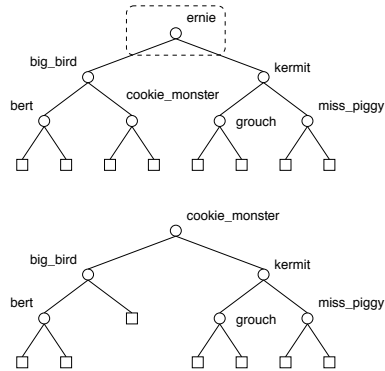 ernie
big_bird
kermit
bert
cookie_monster
miss_piggy
grouch
cookie_monster
big_bird
kermit
bert
miss_piggy
grouch